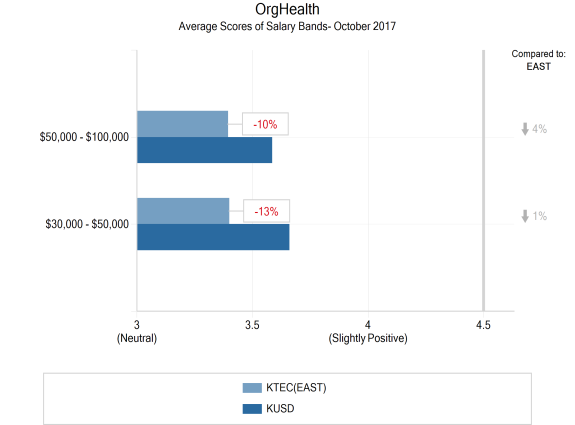 OrgHealth
Average Scores of Salary Bands- October 2017
Compared to:
EAST
$50,000 - $100,000
-10%
4%
$30,000 - $50,000
-13%
1%
3
3.5
4
4.5
(Neutral)
(Slightly Positive)
KTEC(EAST)
KUSD